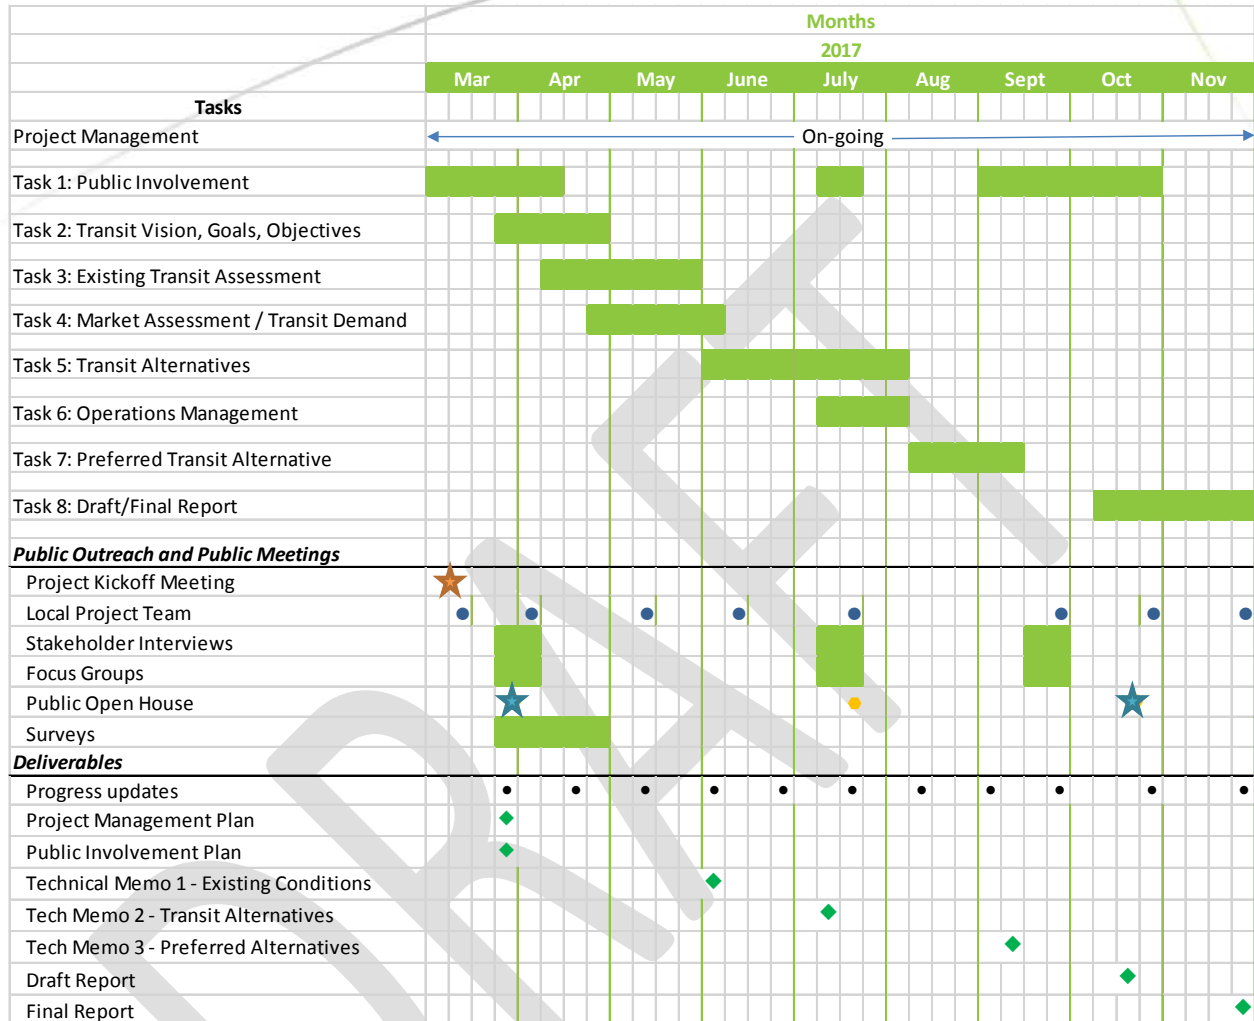 Months
2017
Mar Apr May June July Aug Sept Oct Nov
Tasks
Project Management On-going
Task 1: Public Involvement
Task 2: Transit Vision, Goals, Objectives
Task 3: Existing Transit Assessment
Task 4: Market Assessment / Transit Demand
Task 5: Transit Alternatives
Task 6: Operations Management
Task 7: Preferred Transit Alternative
Task 8: Draft/Final Report
Public Outreach and Public Meetings
Project Kickoff Meeting
Local Project Team
Stakeholder Interviews
Focus Groups
Public Open House
Surveys
Deliverables
Progress updates
Project Management Plan
Public Involvement Plan
Technical Memo 1 - Existing Conditions
Tech Memo 2 - Transit Alternatives
Tech Memo 3 - Preferred Alternatives
Draft Report
Final Report
DRAFT